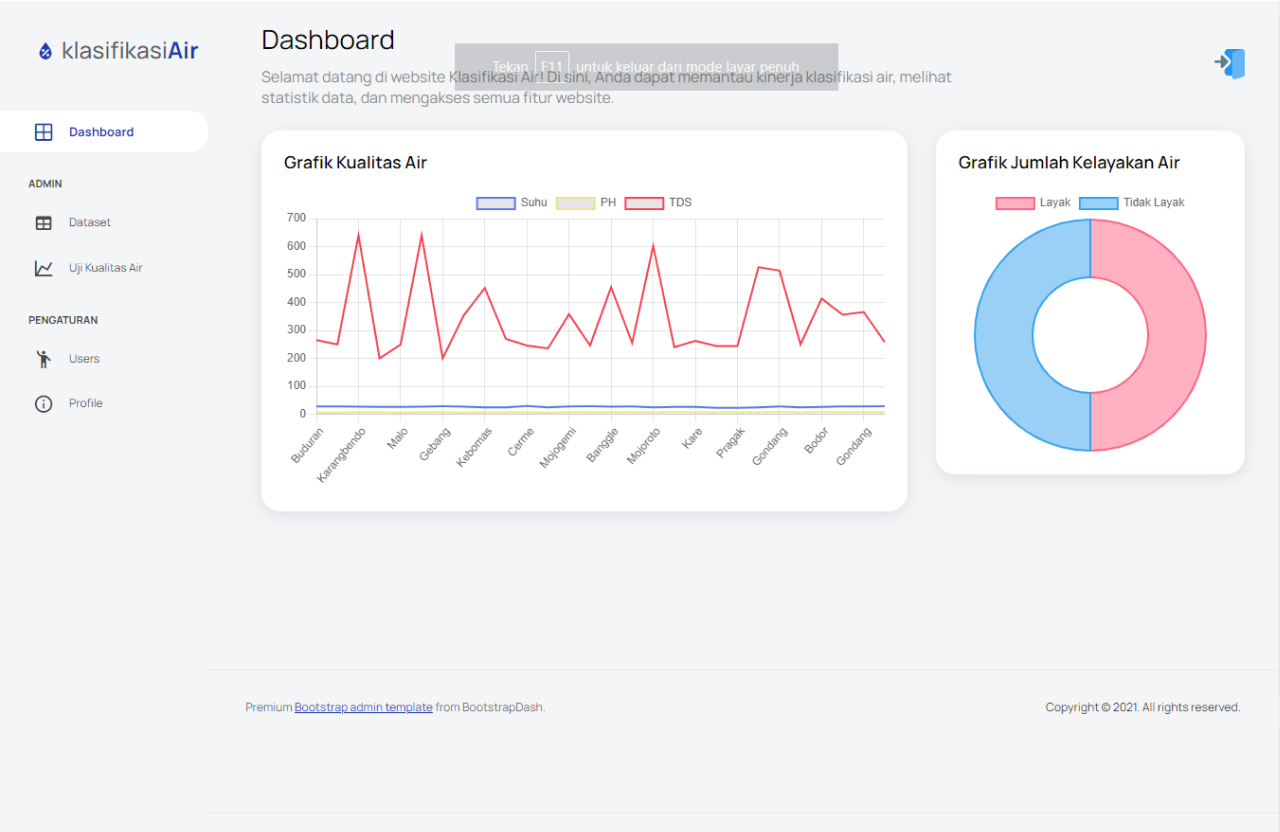 klasifikasiAir
Dashboard
ADMIN
Dataset
Uji Kualitas Air
PENGATURAN
Users
Profile
Dashboard
Tekan F11 untuk keluar dari mode layar penuh
Selamat datang di website Klasifikasi Air! Di sini, Anda dapat memantau kinerja klasifikasi air, melihat
statistik data, dan mengakses semua fitur website.
Grafik Kualitas Air
Suhu PH TDS
700
600
500
400
300
200
100
0
Buduran Karangbendo Malo Gebang Kebomas Cerme Mojogemi Banggle Mojoroto Kare Pragak Gondang Bodor Gondang
Grafik Jumlah Kelayakan Air
Layak Tidak Layak
Premium Bootstrap admin template from BootstrapDash.
Copyright © 2021. All rights reserved.